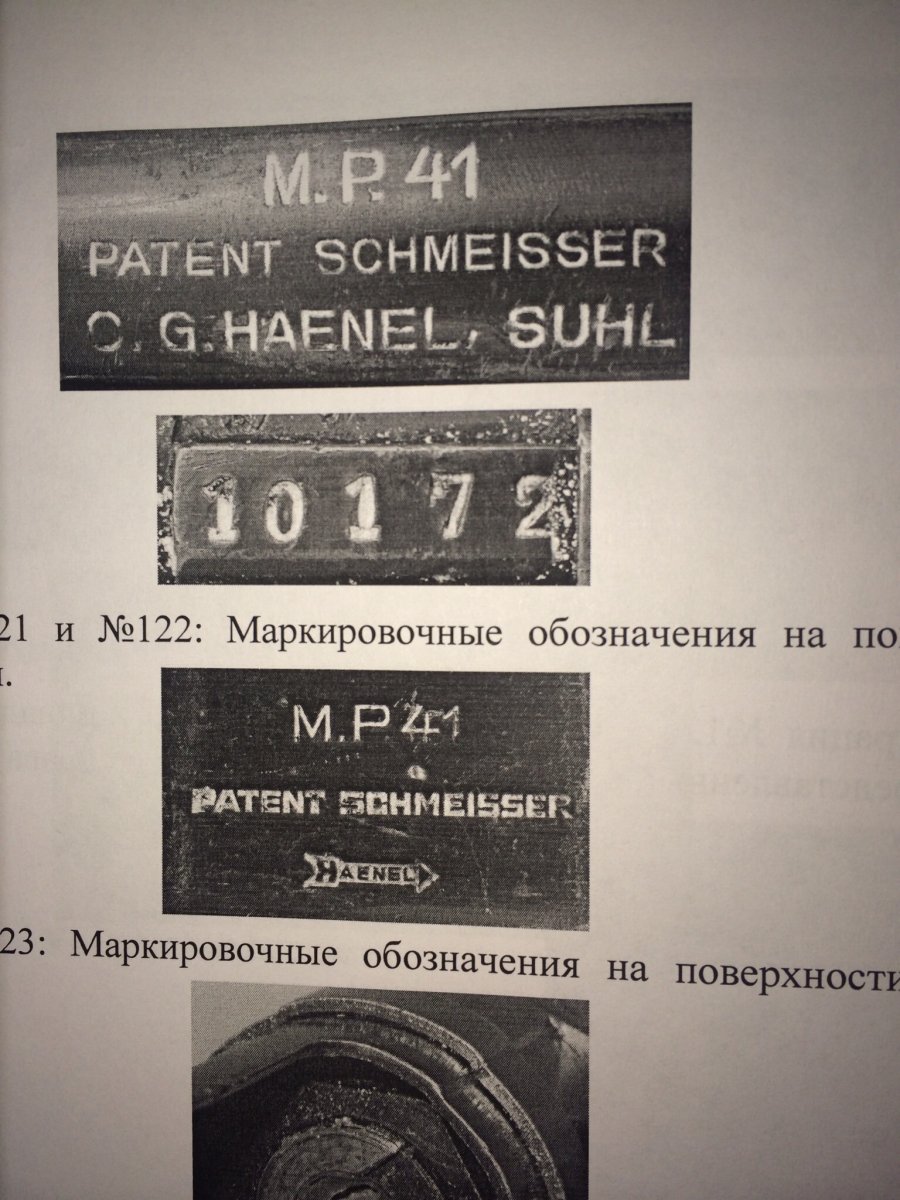 M.P. 41
PATENT SCHMEISSER
C. G. HAENEL, SUHL
10172
21 и №122: Маркировочные обозначения на
M.P. 41
PATENT SCHMEISSER
HAENEL
23: Маркировочные обозначения на поверхности